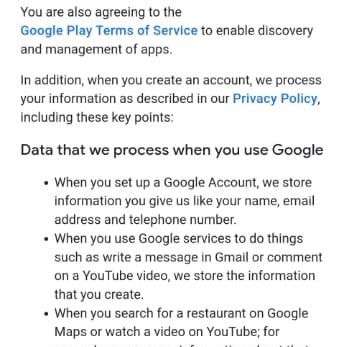 You are also agreeing to the
Google Play Terms of Service to enable discovery
and management of apps.
In addition, when you create an account, we process
your information as described in our Privacy Policy,
including these key points:
Data that we process when you use Google
• When you set up a Google Account, we store
information you give us like your name, email
address and telephone number.
• When you use Google services to do things
such as write a message in Gmail or comment
on a YouTube video, we store the information
that you create.
• When you search for a restaurant on Google
Maps or watch a video on YouTube; for